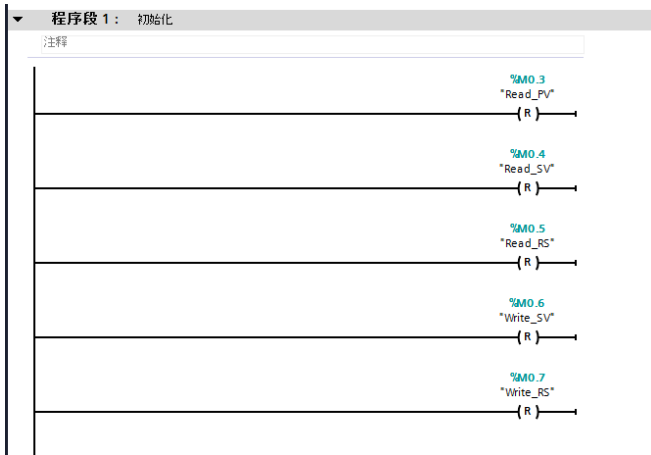 程序段 1： 初始化
注释
%M0.3
"Read_PV"
R
%M0.4
"Read_SV"
R
%M0.5
"Read_RS"
R
%M0.6
"Write_SV"
R
%M0.7
"Write_RS"
R